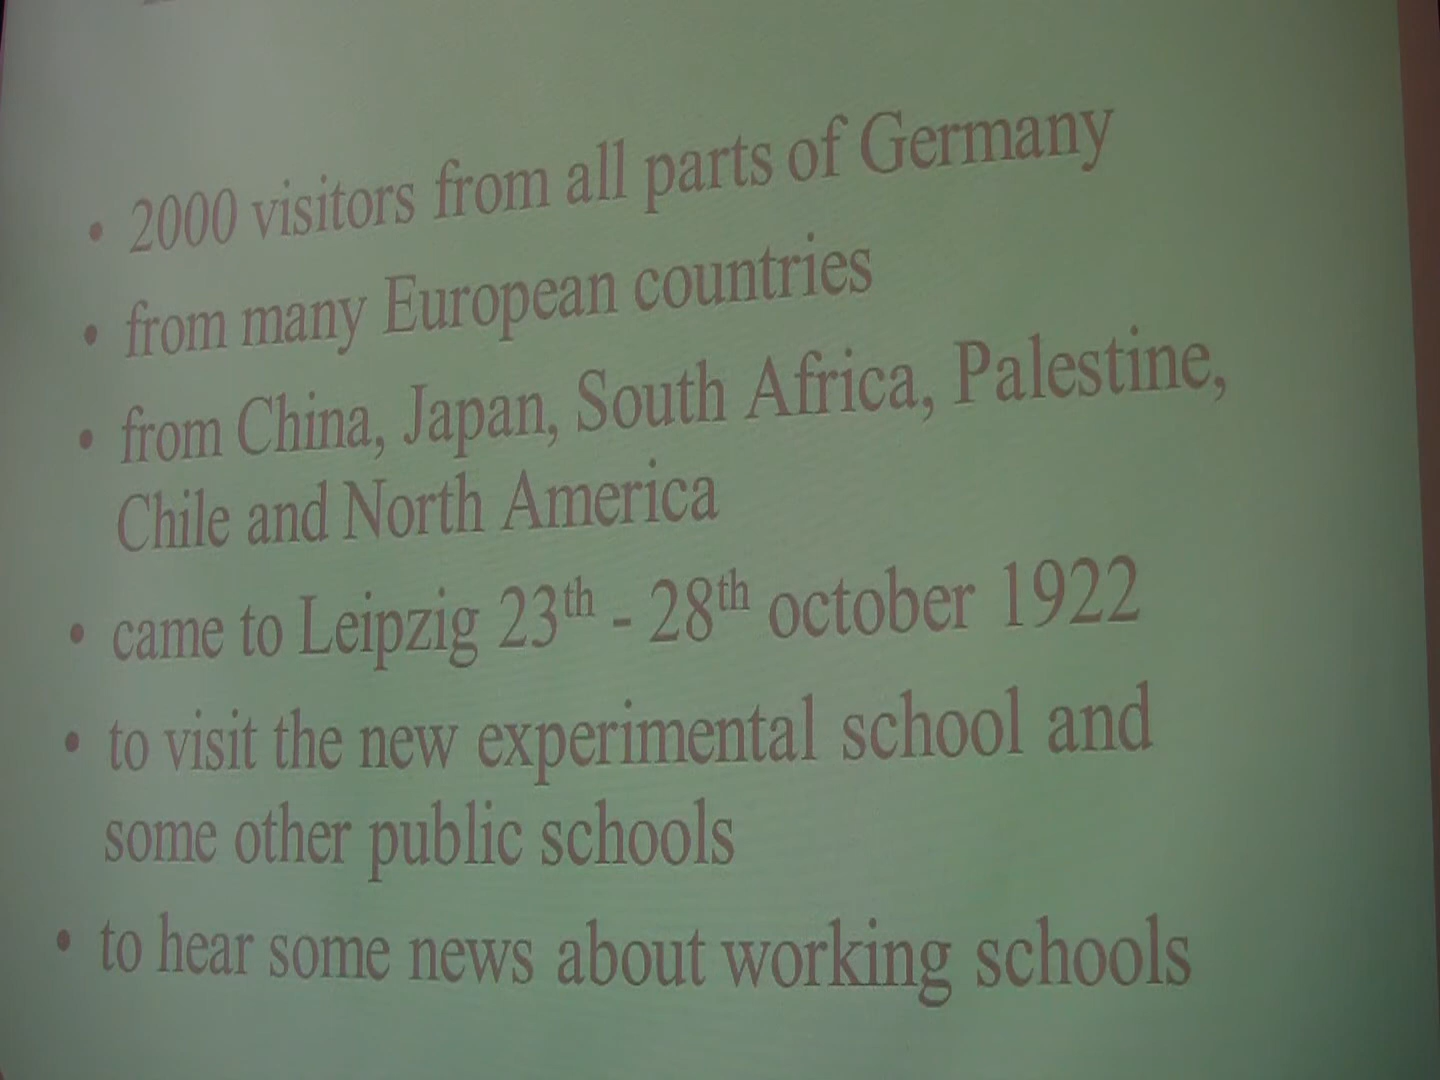 • 2000 visitors from all parts of Germany
• from many European countries
• from China, Japan, South Africa, Palestine,
Chile and North America
• came to Leipzig 23th - 28th october 1922
• to visit the new experimental school and
some other public schools
• to hear some news about working schools